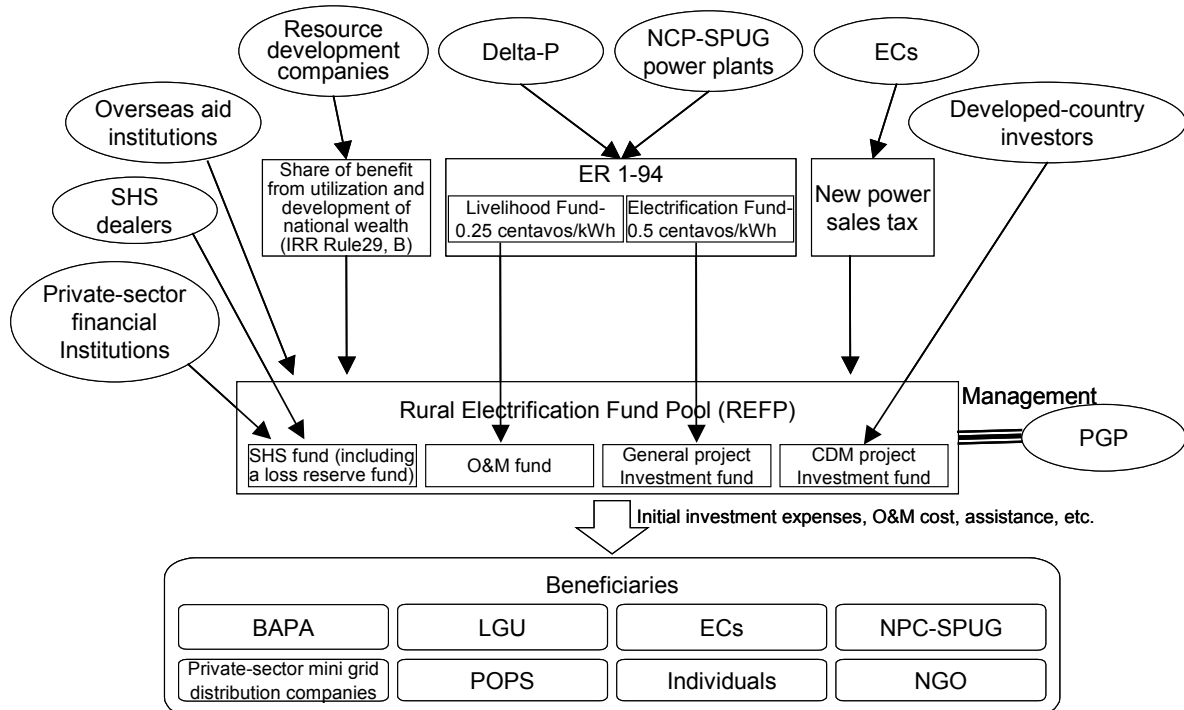 Resource
development
companies
Delta-P
NCP-SPUG
power plants
ECs
Overseas aid
institutions
Developed-country
investors
SHS
dealers
Private-sector
financial
Institutions
Share of benefit
from utilization and
development of
national wealth
(IRR Rule29, B)
ER 1-94
Livelihood Fund-
0.25 centavos/kWh
Electrification Fund-
0.5 centavos/kWh
New power
sales tax
Rural Electrification Fund Pool (REFP)
Management
PGP
SHS fund (including
a loss reserve fund)
O&M fund
General project
Investment fund
CDM project
Investment fund
Initial investment expenses, O&M cost, assistance, etc.
Beneficiaries
BAPA
LGU
ECs
NPC-SPUG
Private-sector mini grid
distribution companies
POPS
Individuals
NGO